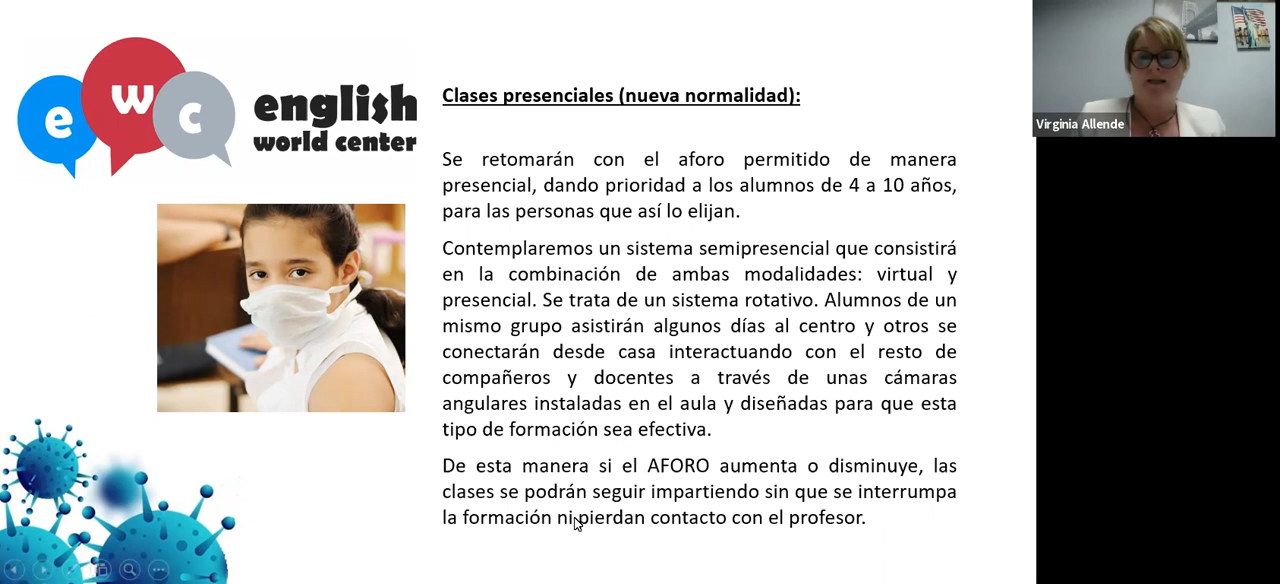 e w c
english
world center
Clases presenciales (nueva normalidad):
Se retomarán con el aforo permitido de manera
presencial, dando prioridad a los alumnos de 4 a 10 años,
para las personas que así lo elijan.
Contemplaremos un sistema semipresencial que consistirá
en la combinación de ambas modalidades: virtual y
presencial. Se trata de un sistema rotativo. Alumnos de un
mismo grupo asistirán algunos días al centro y otros se
conectarán desde casa interactuando con el resto de
compañeros y docentes a través de unas cámaras
angulares instaladas en el aula y diseñadas para que esta
tipo de formación sea efectiva.
De esta manera si el AFORO aumenta o disminuye, las
clases se podrán seguir impartiendo sin que se interrumpa
la formación ni pierdan contacto con el profesor.
Virginia Allende